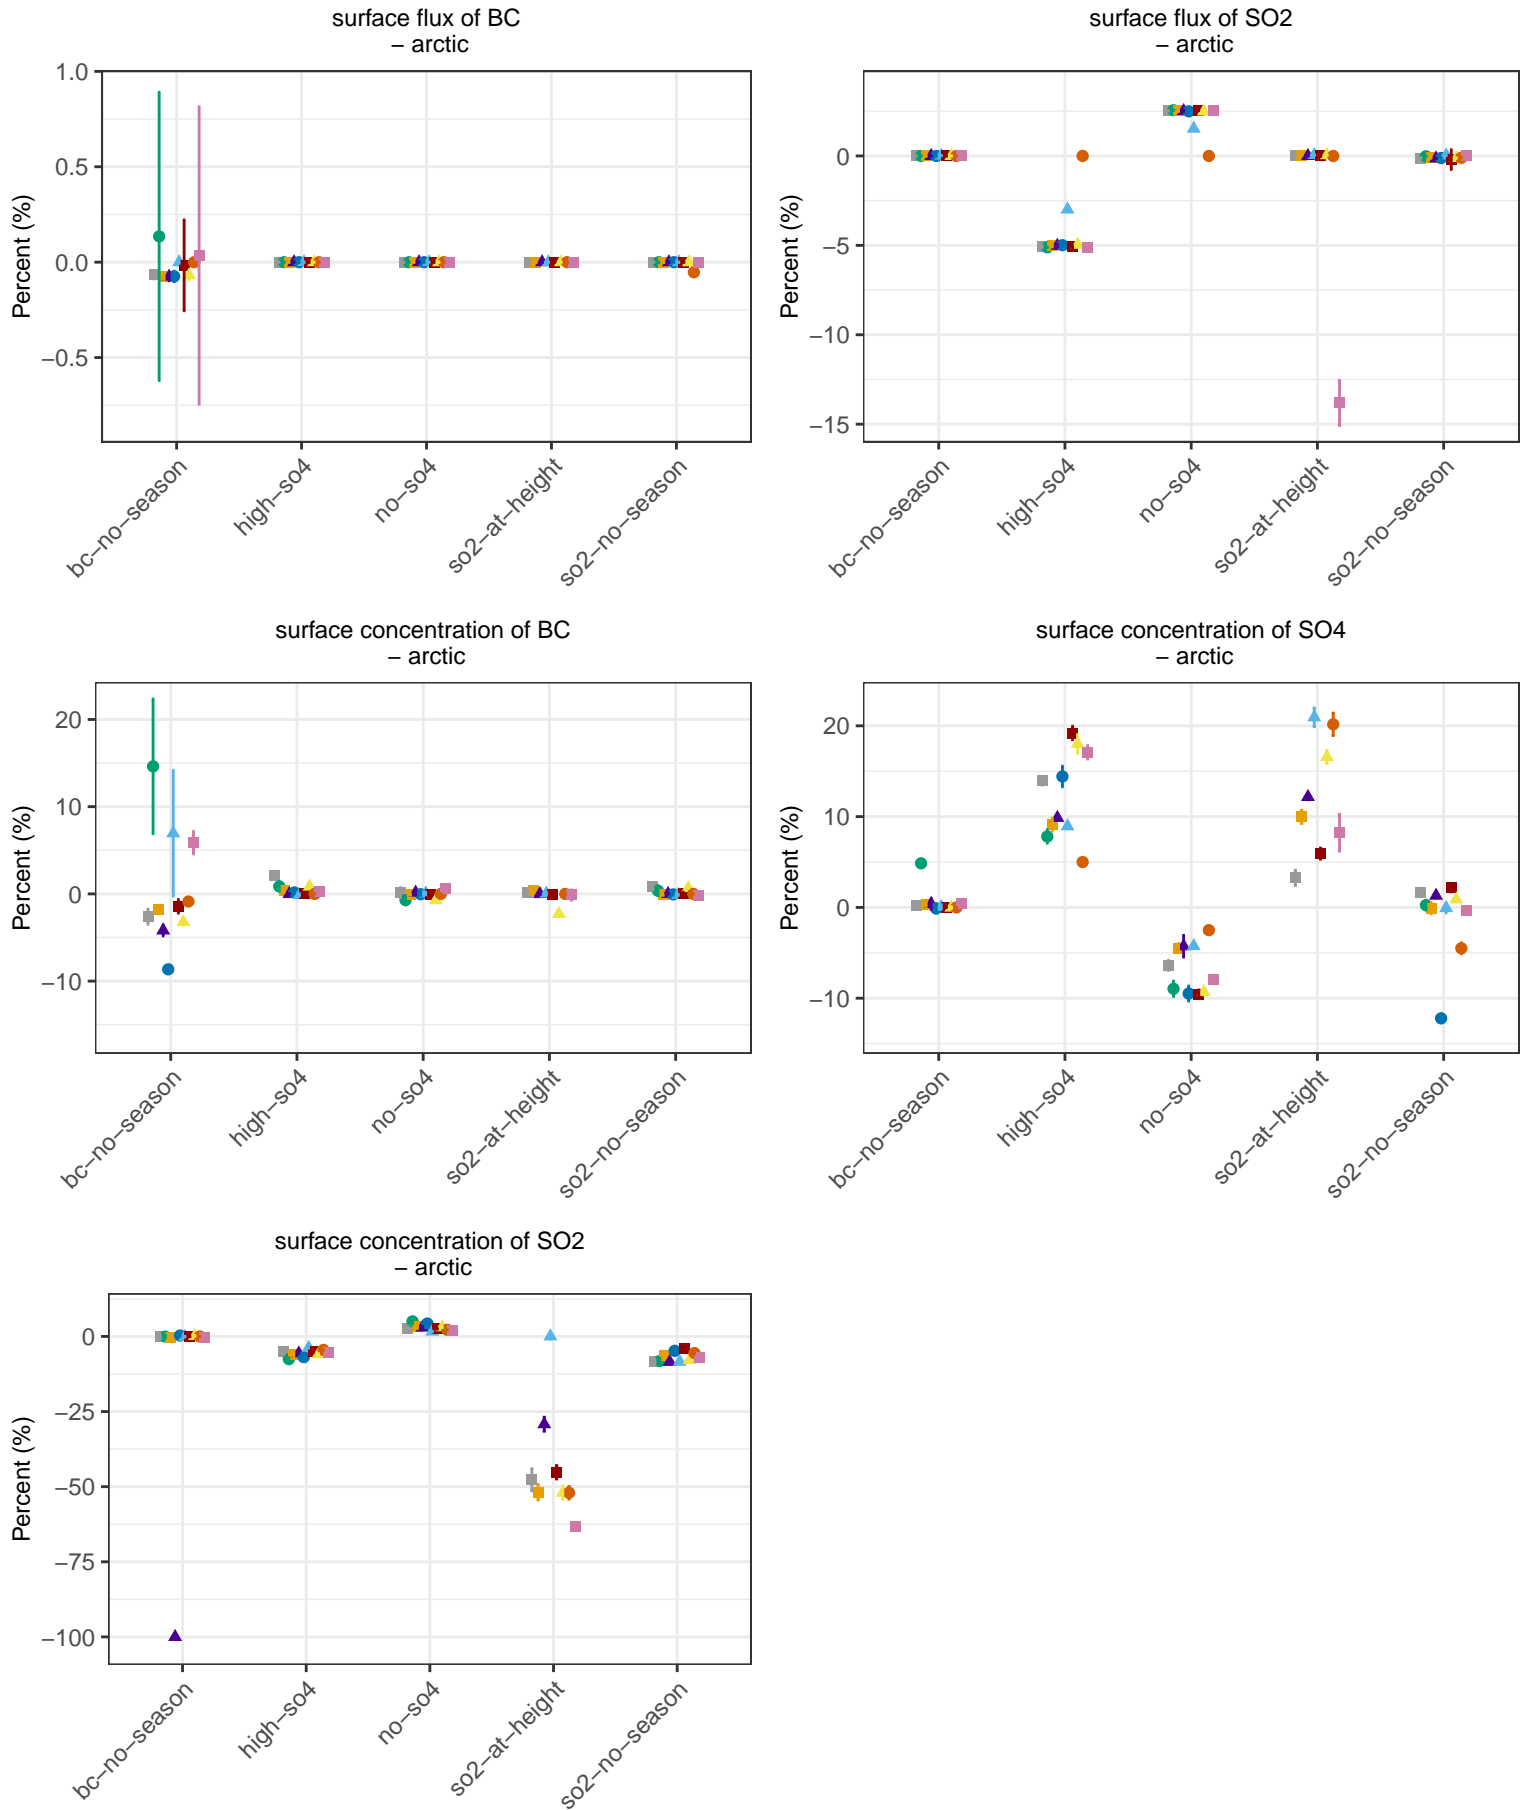 surface flux of BC
– arctic
Percent (%)
1.0
0.5
0.0
−0.5
bc−no−season
high−so4
no−so4
so2−at−height
so2−no−season
surface flux of SO2
– arctic
Percent (%)
0
−5
−10
−15
bc−no−season
high−so4
no−so4
so2−at−height
so2−no−season
surface concentration of BC
– arctic
Percent (%)
20
10
0
−10
bc−no−season
high−so4
no−so4
so2−at−height
so2−no−season
surface concentration of SO4
– arctic
Percent (%)
20
10
0
−10
bc−no−season
high−so4
no−so4
so2−at−height
so2−no−season
surface concentration of SO2
– arctic
Percent (%)
0
−25
−50
−75
−100
bc−no−season
high−so4
no−so4
so2−at−height
so2−no−season